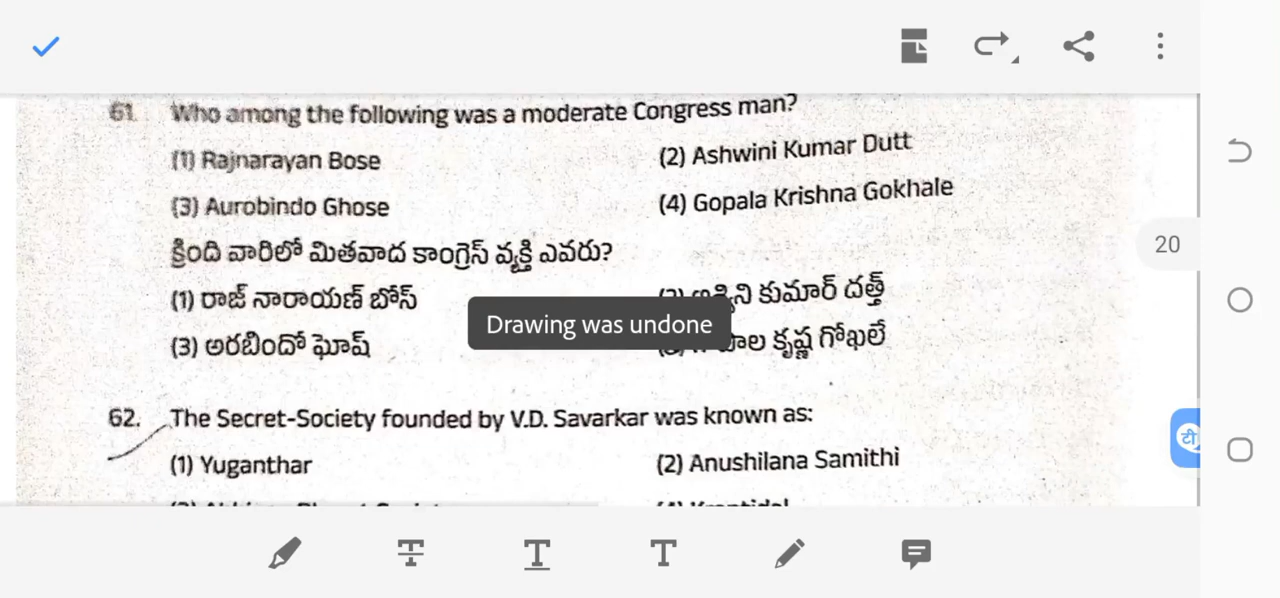 61. Who among the following was a moderate Congress man?
(1) Rajnarayan Bose (2) Ashwini Kumar Dutt
(3) Aurobindo Ghose (4) Gopala Krishna Gokhale
క్రింది వారిలో మితవాద కాంగ్రెస్ వ్యక్తి ఎవరు?
(1) రాజ్ నారాయణ్ బోస్ కుమార్ దత్త్
Drawing was undone
(3) అరబిందో ఘోష్ కృష్ణ గోఖలే
20
62. The Secret-Society founded by V.D. Savarkar was known as:
టీ
(1) Yuganthar (2) Anushilana Samithi